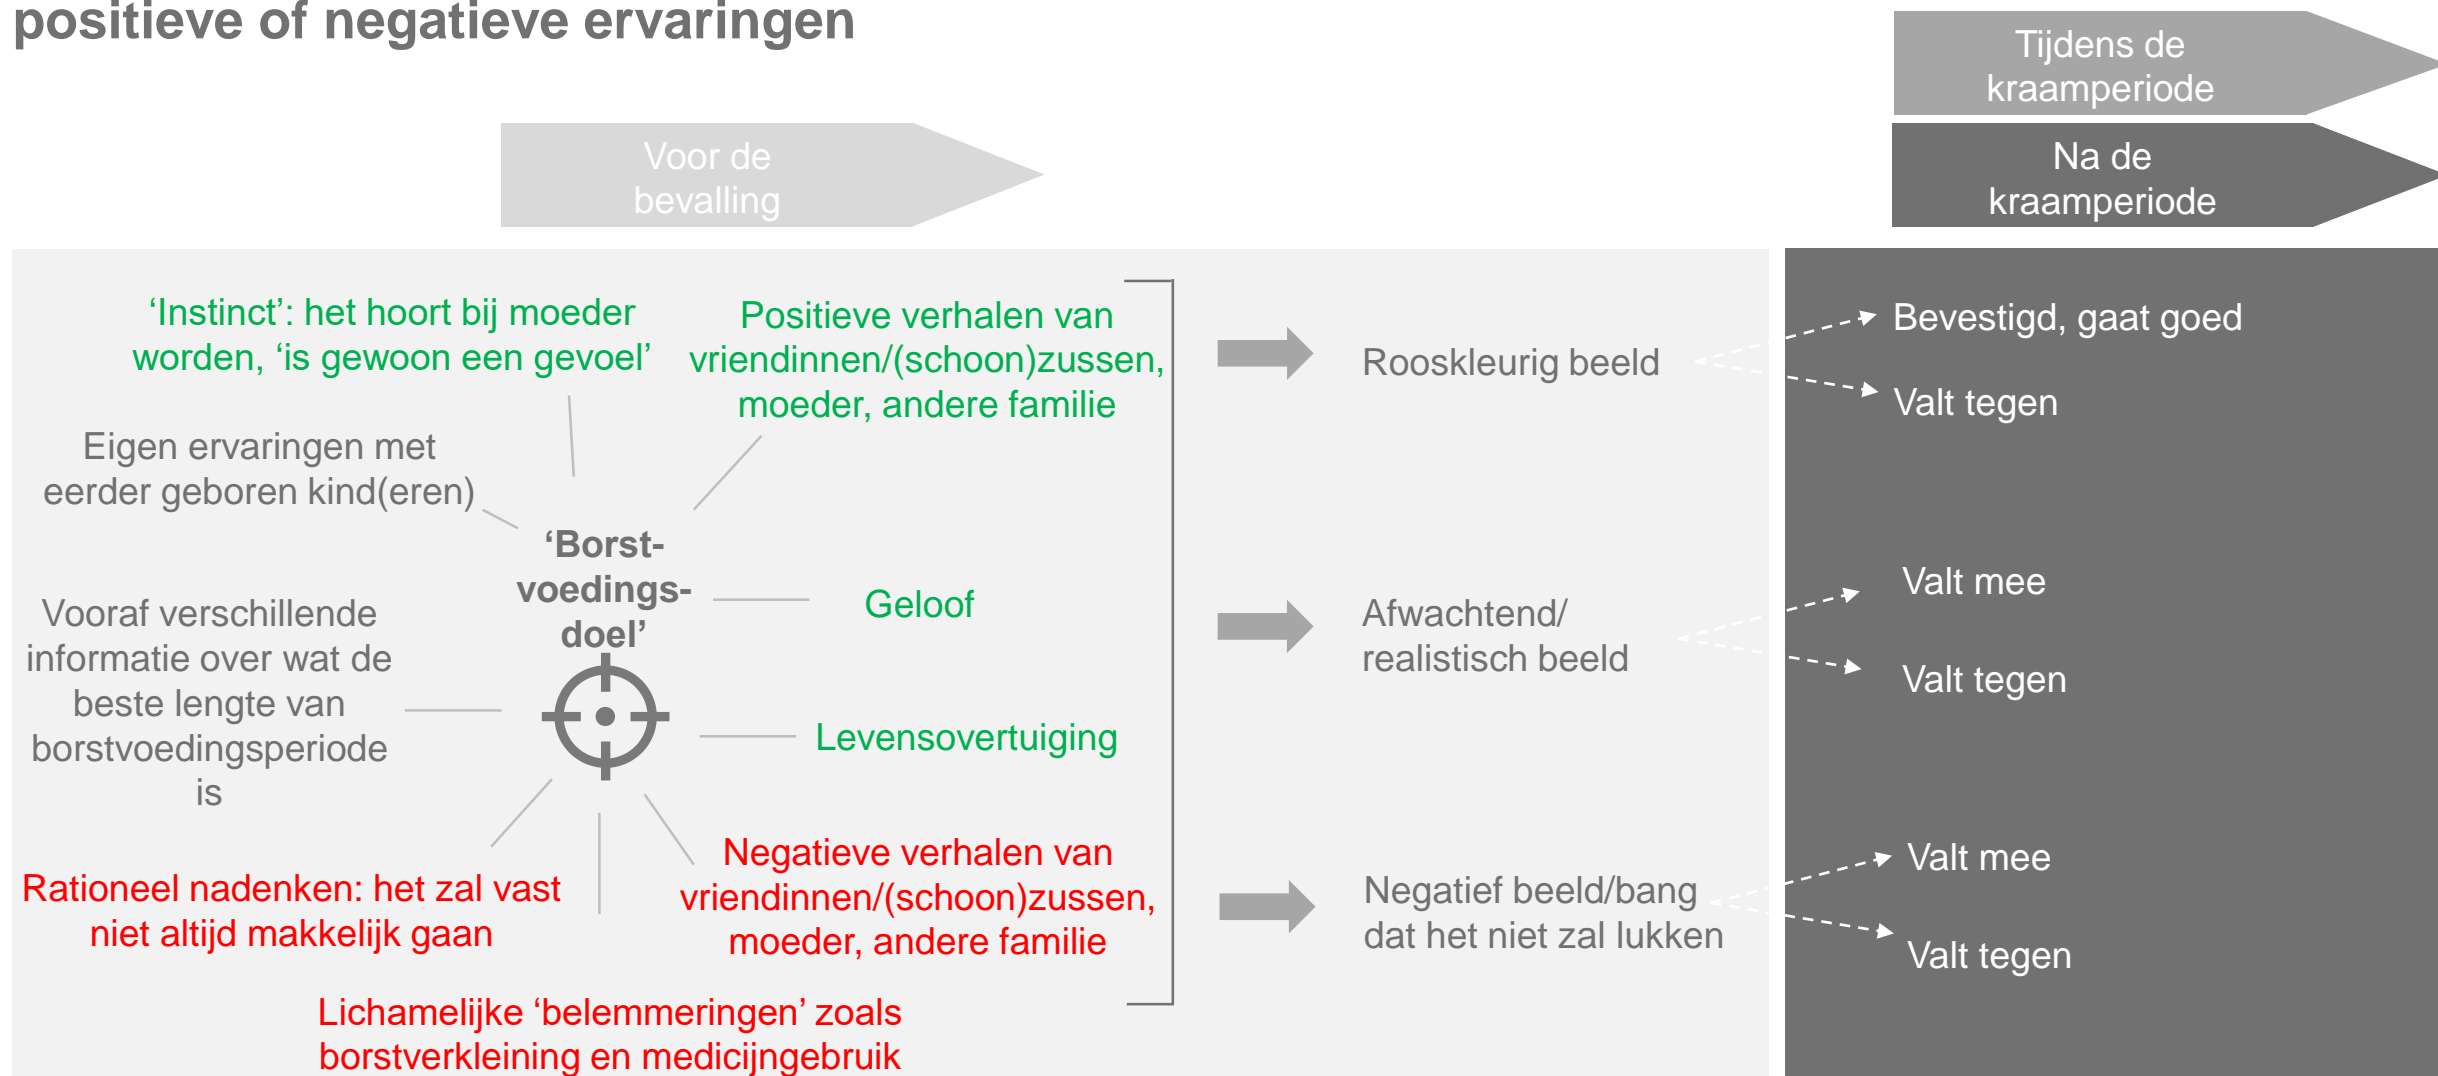 positieve of negatieve ervaringen
Tijdens de
kraamperiode
Voor de
bevalling
Na de
kraamperiode
‘Instinct’: het hoort bij moeder
worden, ‘is gewoon een gevoel’
Positieve verhalen van
vriendinnen/(schoon)zussen,
moeder, andere familie
Eigen ervaringen met
eerder geboren kind(eren)
‘Borst-
voedings-
doel’
Geloof
Vooraf verschillende
informatie over wat de
beste lengte van
borstvoedingsperiode
is
Levensovertuiging
Rationeel nadenken: het zal vast
niet altijd makkelijk gaan
Negatieve verhalen van
vriendinnen/(schoon)zussen,
moeder, andere familie
Lichamelijke ‘belemmeringen’ zoals
borstverkleining en medicijngebruik
Rooskleurig beeld
Bevestigd, gaat goed
Valt tegen
Afwachtend/
realistisch beeld
Valt mee
Valt tegen
Negatief beeld/bang
dat het niet zal lukken
Valt mee
Valt tegen